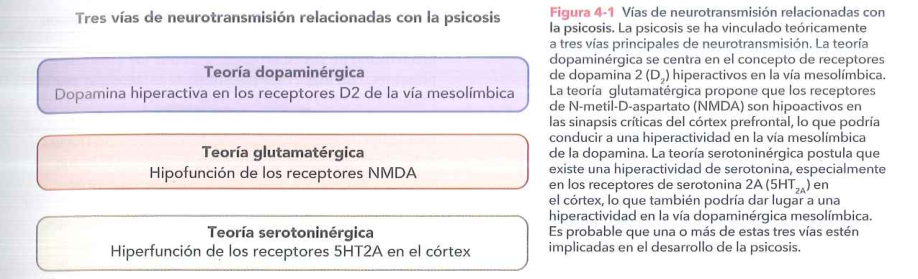 Tres vías de neurotransmisión relacionadas con la psicosis
Teoría dopaminérgica
Dopamina hiperactiva en los receptores D2 de la vía mesolímbica
Teoría glutamatérgica
Hipofunción de los receptores NMDA
Teoría serotoninérgica
Hiperfunción de los receptores 5HT2A en el córtex
Figura 4-1 Vías de neurotransmisión relacionadas con
la psicosis. La psicosis se ha vinculado teóricamente
a tres vías principales de neurotransmisión. La teoría
dopaminérgica se centra en el concepto de receptores
de dopamina 2 (D₂) hiperactivos en la vía mesolímbica.
La teoría glutamatérgica propone que los receptores
de N-metil-D-aspartato (NMDA) son hipoactivos en
las sinapsis críticas del córtex prefrontal, lo que podría
conducir a una hiperactividad en la vía mesolímbica
de la dopamina. La teoría serotoninérgica postula que
existe una hiperactividad de serotonina, especialmente
en los receptores de serotonina 2A (5HT2A) en
el córtex, lo que también podría dar lugar a una
hiperactividad en la vía dopaminérgica mesolímbica.
Es probable que una o más de estas tres vías estén
implicadas en el desarrollo de la psicosis.